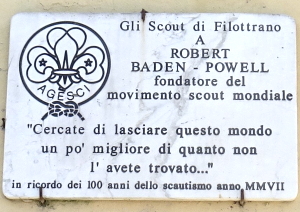 Gli Scout di Filottrano
A
ROBERT
BADEN - POWELL
fondatore del
movimento scout mondiale
AGESCI
"Cercate di lasciare questo mondo
un po' migliore di quanto non
l' avete trovato..."
in ricordo dei 100 anni dello scautismo anno MMVII